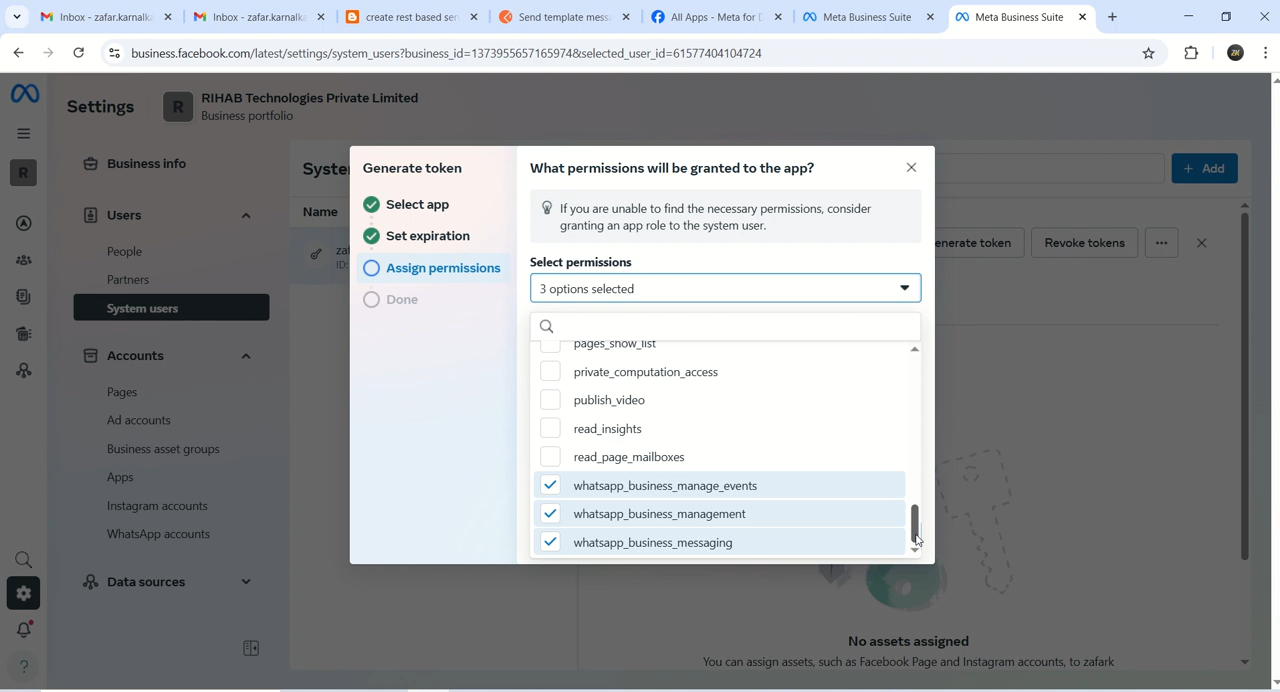 Inbox - zafar.karnalka
Inbox - zafar.karnalk
create rest based ser
Send template mess
All Apps - Meta for D
Meta Business Suite
Meta Business Suite
business.facebook.com/latest/settings/system_users?business_id=1373955657165974&selected_user_id=61577404104724
ZK
Settings
R
RIHAB Technologies Private Limited
Business portfolio
R
Business info
Users
People
Partners
System users
Accounts
Pages
Ad accounts
Business asset groups
Apps
Instagram accounts
WhatsApp accounts
Data sources
Syste
+ Add
Name
zaf
ID:
enerate token
Revoke tokens
Generate token
Select app
Set expiration
Assign permissions
Done
What permissions will be granted to the app?
If you are unable to find the necessary permissions, consider
granting an app role to the system user.
Select permissions
3 options selected
pages_show_list
private_computation_access
publish_video
read_insights
read_page_mailboxes
whatsapp_business_manage_events
whatsapp_business_management
whatsapp_business_messaging
No assets assigned
You can assign assets, such as Facebook Page and Instagram accounts, to zafark